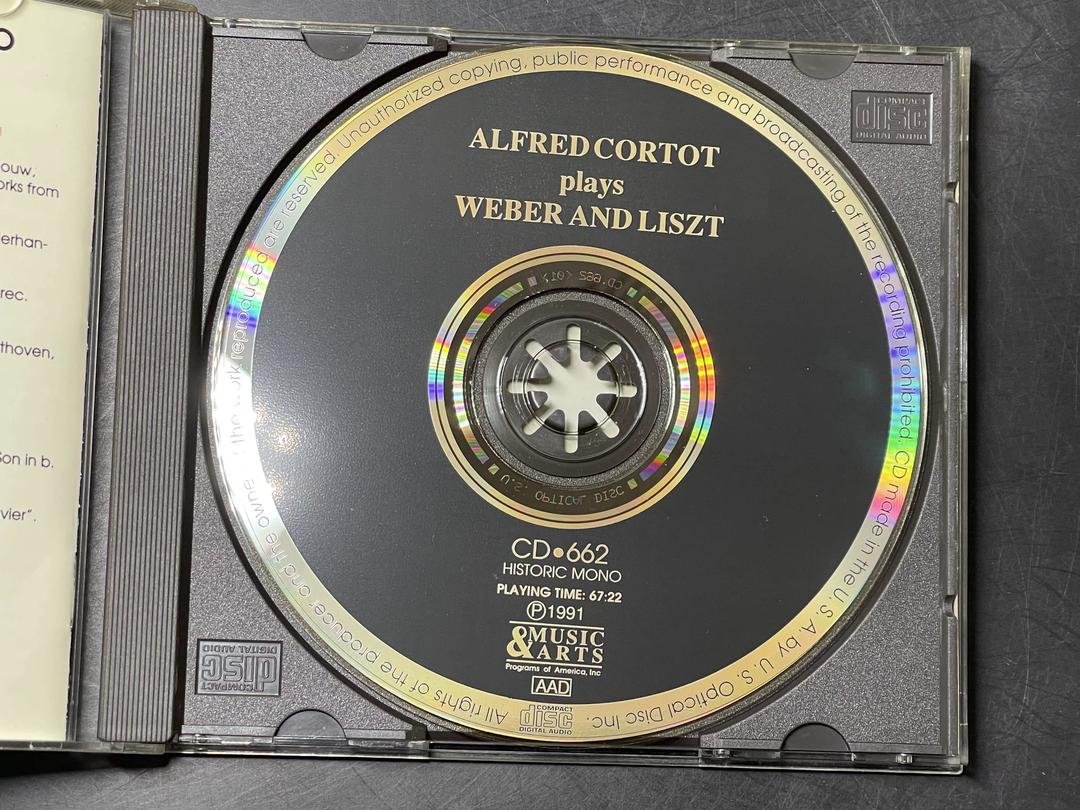 ouw,
orks from
erhan-
rec.
thoven,
Son in b.
vier".
All rights of the producer and the owner of the work reproduced are reserved. Unauthorized copying, public performance and broadcasting of the recording prohibited. CD made in the U. S. A. by U. S. Optical Disc Inc.
ALFRED CORTOT
plays
WEBER AND LISZT
CD.662 <01>
U.S. OPTICAL DISC
CD•662
HISTORIC MONO
PLAYING TIME: 67:22
℗1991
MUSIC
& ARTS
Programs of America, Inc
AAD
COMPACT
disc
DIGITAL AUDIO
COMPACT
disc
DIGITAL AUDIO
COMPACT
disc
DIGITAL AUDIO